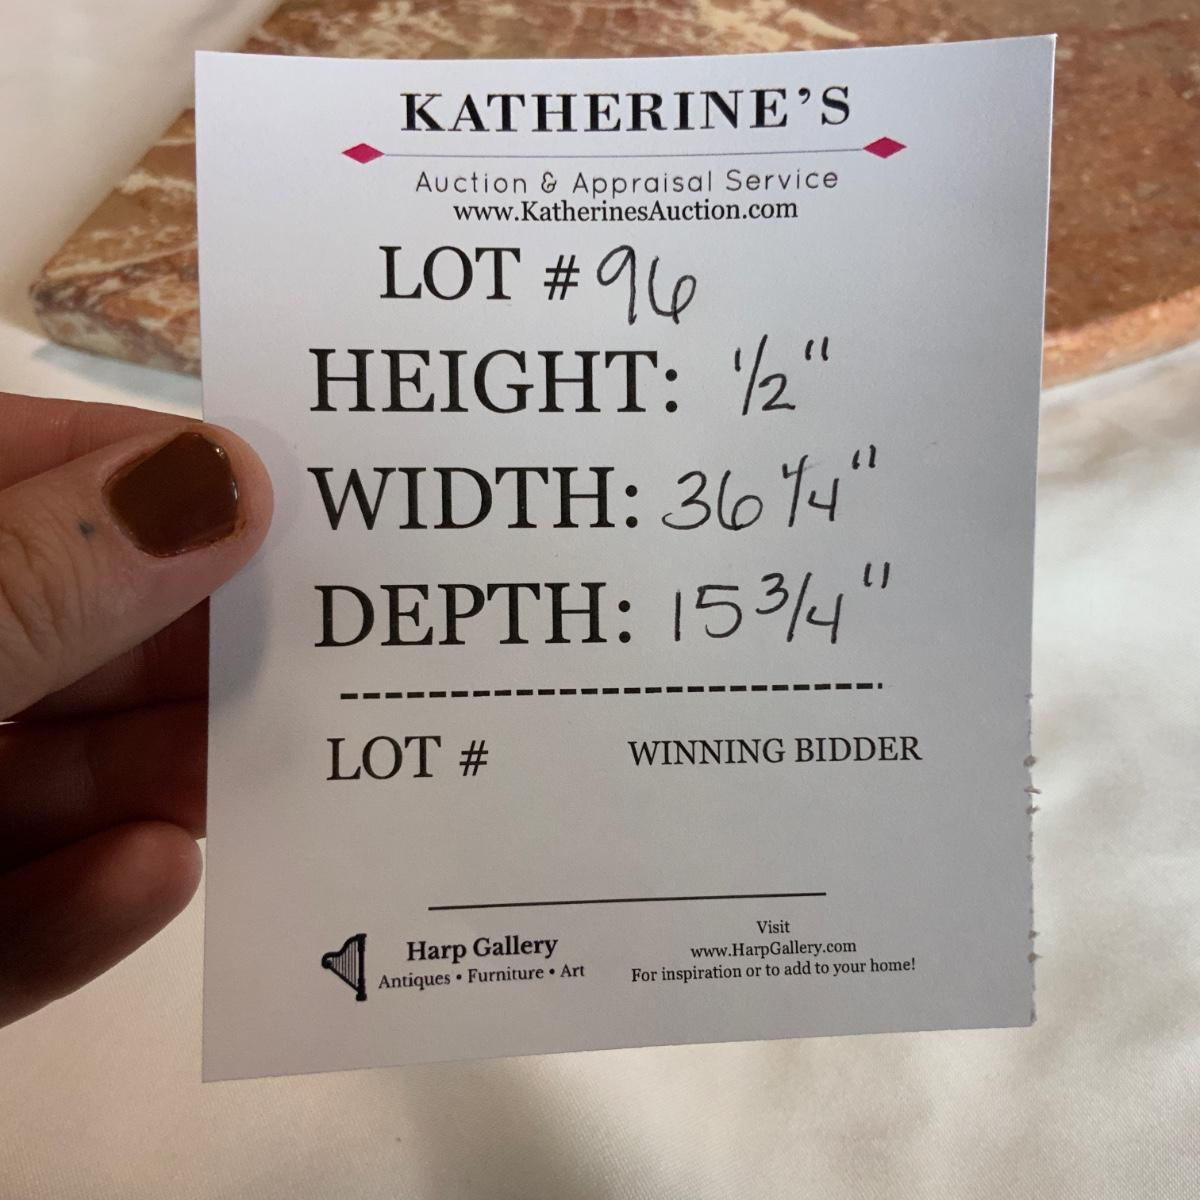 KATHERINE'S
Auction & Appraisal Service
www.KatherinesAuction.com
LOT # 96
HEIGHT: 1/2"
WIDTH: 36 1/4"
DEPTH: 15 3/4"
LOT # WINNING BIDDER
Harp Gallery
Antiques • Furniture • Art
Visit
www.HarpGallery.com
For inspiration or to add to your home!